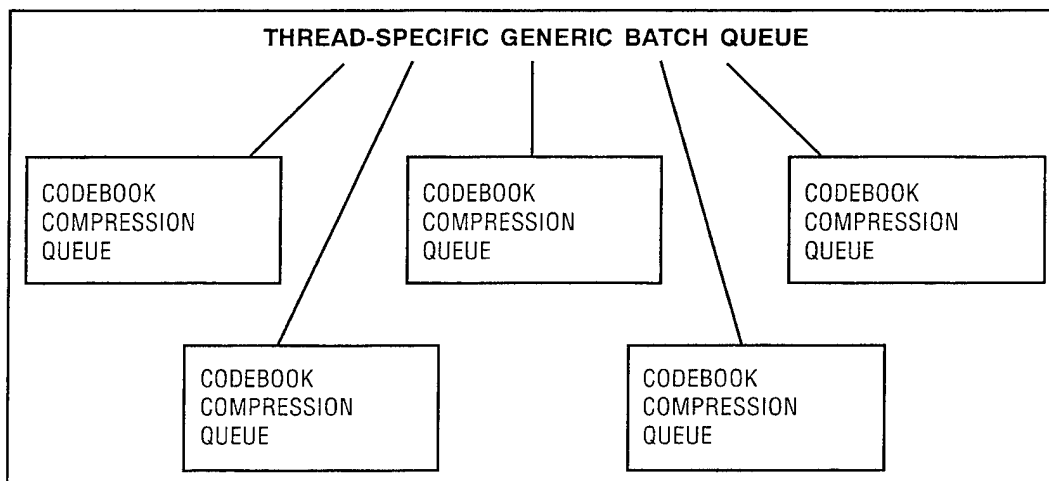 THREAD-SPECIFIC GENERIC BATCH QUEUE
CODEBOOK
COMPRESSION
QUEUE
CODEBOOK
COMPRESSION
QUEUE
CODEBOOK
COMPRESSION
QUEUE
CODEBOOK
COMPRESSION
QUEUE
CODEBOOK
COMPRESSION
QUEUE